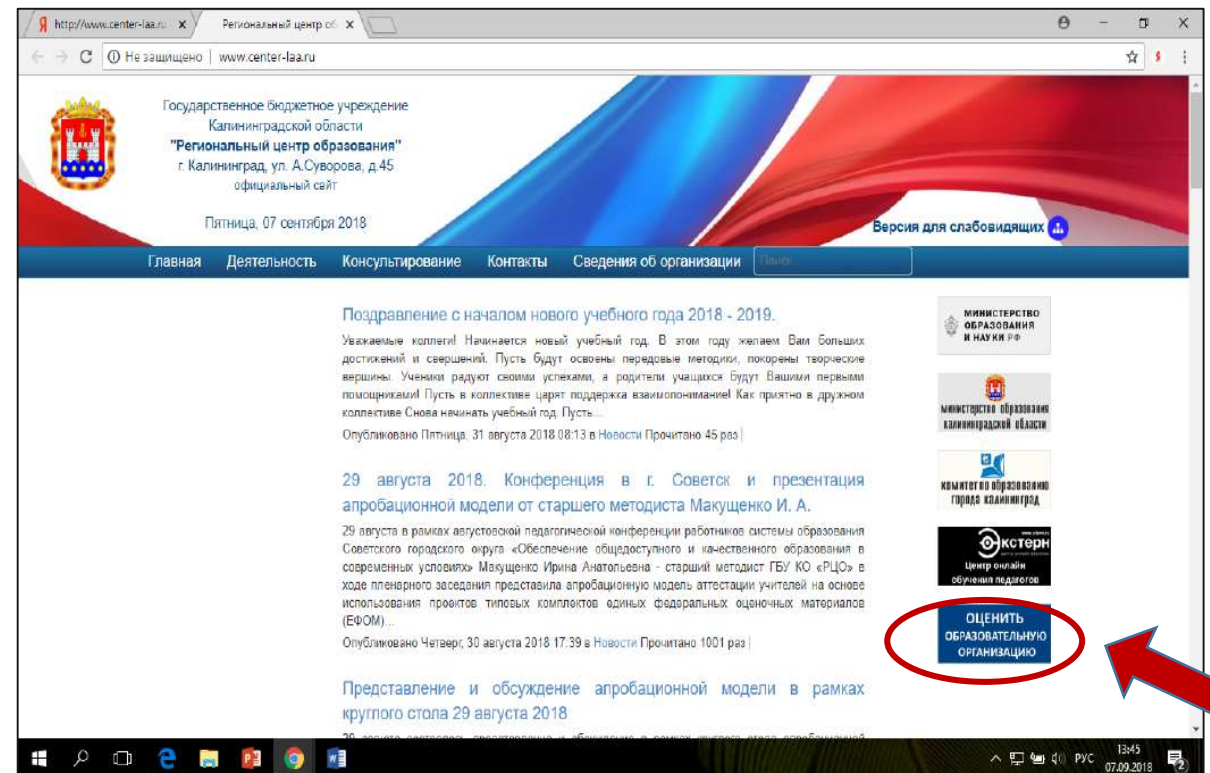 http://www.center-laa.ru
Региональный центр об
Не защищено | www.center-laa.ru
Государственное бюджетное учреждение
Калининградской области
"Региональный центр образования"
г. Калининград, ул. А.Суворова, д.45
официальный сайт
Пятница, 07 сентября 2018
Версия для слабовидящих
Главная Деятельность Консультирование Контакты Сведения об организации Поиск
Поздравление с началом нового учебного года 2018 - 2019.
Уважаемые коллеги! Начинается новый учебный год. В этом году желаем Вам больших
достижений и свершений. Пусть будут освоены передовые методики, покорены творческие
вершины. Ученики радуют своими успехами, а родители учащихся будут Вашими первыми
помощниками! Пусть в коллективе царят поддержка взаимопонимание! Как приятно в дружном
коллективе Снова начинать учебный год. Пусть...
Опубликовано Пятница, 31 августа 2018 08:13 в Новости Прочитано 45 раз
29 августа 2018. Конференция в г. Советск и презентация
апробационной модели от старшего методиста Макущенко И. А.
29 августа в рамках августовской педагогической конференции работников системы образования
Советского городского округа «Обеспечение общедоступного и качественного образования в
современных условиях» Макущенко Ирина Анатольевна - старший методист ГБУ КО «РЦО» в
ходе пленарного заседания представила апробационную модель аттестации учителей на основе
использования проектов типовых комплектов единых федеральных оценочных материалов
(ЕФОМ)...
Опубликовано Четверг, 30 августа 2018 17:39 в Новости Прочитано 1001 раз
Представление и обсуждение апробационной модели в рамках
круглого стола 29 августа 2018
МИНИСТЕРСТВО
ОБРАЗОВАНИЯ
И НАУКИ РФ
министерство образования
калининградской области
комитет по образованию
города калининград
Экстерн
Центр онлайн
обучения педагогов
ОЦЕНИТЬ
ОБРАЗОВАТЕЛЬНУЮ
ОРГАНИЗАЦИЮ
РУС
13:45
07.09.2018